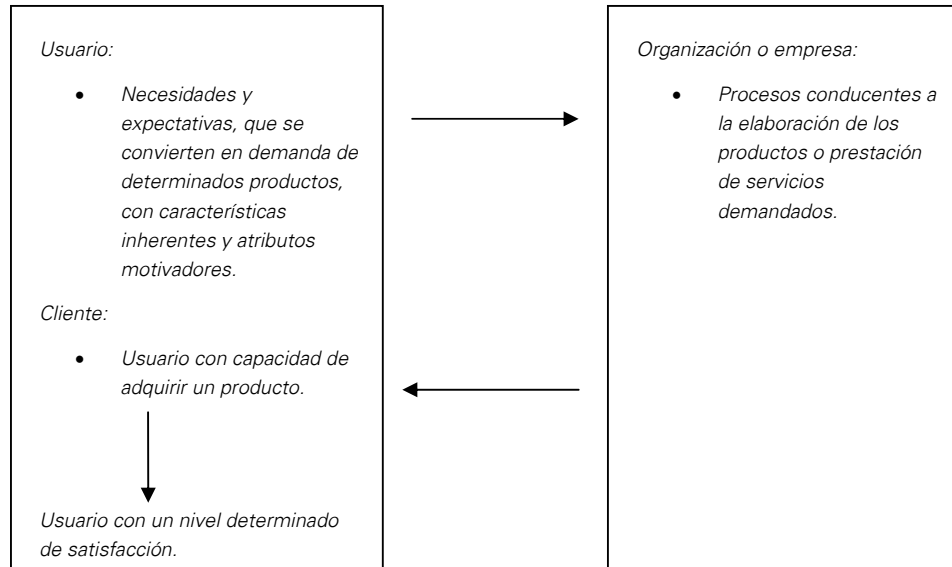 Usuario:
• Necesidades y
expectativas, que se
convierten en demanda de
determinados productos,
con características
inherentes y atributos
motivadores.
Cliente:
• Usuario con capacidad de
adquirir un producto.
Usuario con un nivel determinado
de satisfacción.
Organización o empresa:
• Procesos conducentes a
la elaboración de los
productos o prestación
de servicios
demandados.